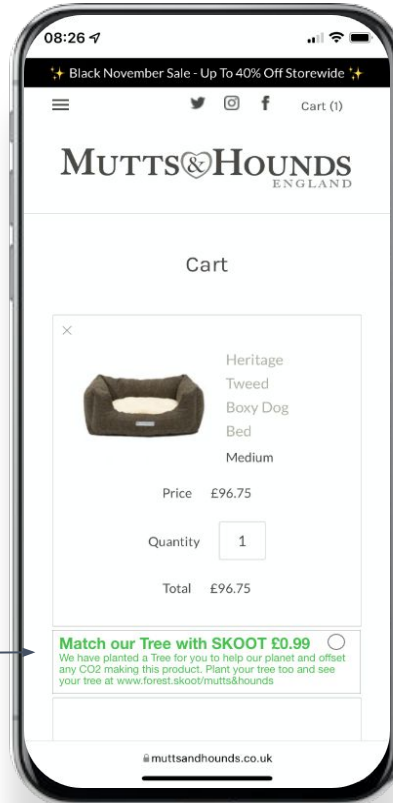 08:26
✨ Black November Sale - Up To 40% Off Storewide ✨
Cart (1)
MUTTS&HOUNDS
ENGLAND
Cart
Heritage
Tweed
Boxy Dog
Bed
Medium
Price £96.75
Quantity 1
Total £96.75
Match our Tree with SKOOT £0.99
We have planted a Tree for you to help our planet and offset
any CO2 making this product. Plant your tree too and see
your tree at www.forest.skoot/mutts&hounds
muttsandhounds.co.uk